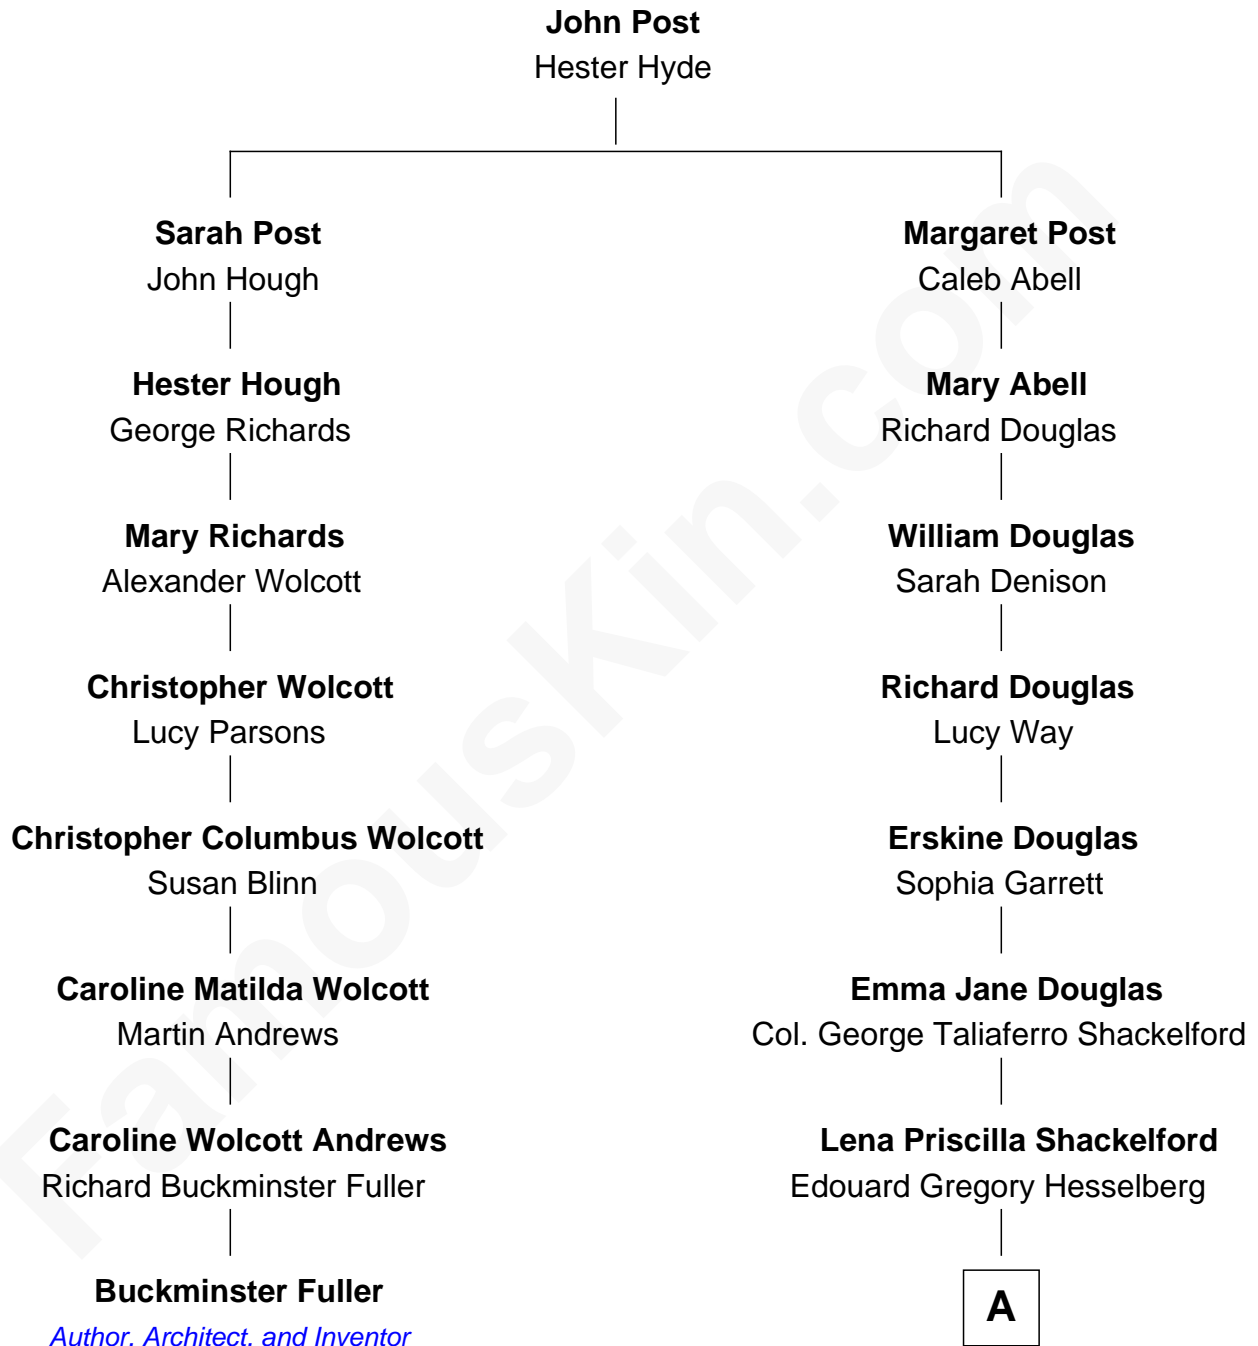 John Post
Hester Hyde
Sarah Post
John Hough
Margaret Post
Caleb Abell
Hester Hough
George Richards
Mary Abell
Richard Douglas
Mary Richards
Alexander Wolcott
William Douglas
Sarah Denison
Christopher Wolcott
Lucy Parsons
Richard Douglas
Lucy Way
Christopher Columbus Wolcott
Susan Blinn
Erskine Douglas
Sophia Garrett
Caroline Matilda Wolcott
Martin Andrews
Emma Jane Douglas
Col. George Taliaferro Shackelford
Caroline Wolcott Andrews
Richard Buckminster Fuller
Lena Priscilla Shackelford
Edouard Gregory Hesselberg
Buckminster Fuller
Author, Architect, and Inventor
A
FamousKin.com